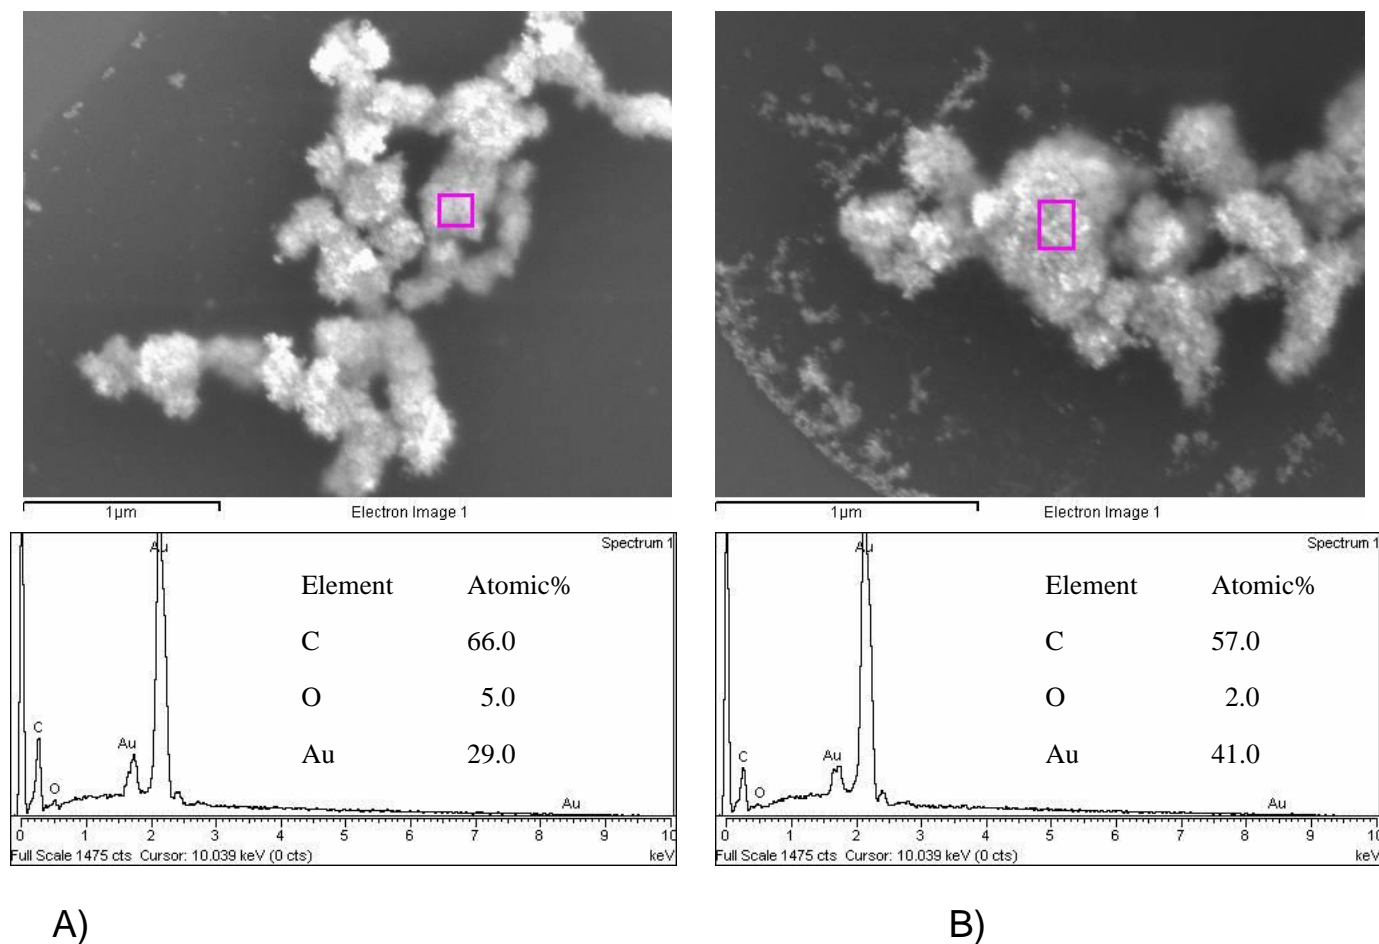 1µm Electron Image 1
1µm Electron Image 1
Au Spectrum 1
Element Atomic%
C 66.0
O 5.0
Au 29.0
C
Au
O
Au
0 1 2 3 4 5 6 7 8 9 10
Full Scale 1475 cts Cursor: 10.039 keV (0 cts) keV
Au Spectrum 1
Element Atomic%
C 57.0
O 2.0
Au 41.0
C
Au
O
Au
0 1 2 3 4 5 6 7 8 9 10
Full Scale 1475 cts Cursor: 10.039 keV (0 cts) keV
A)
B)